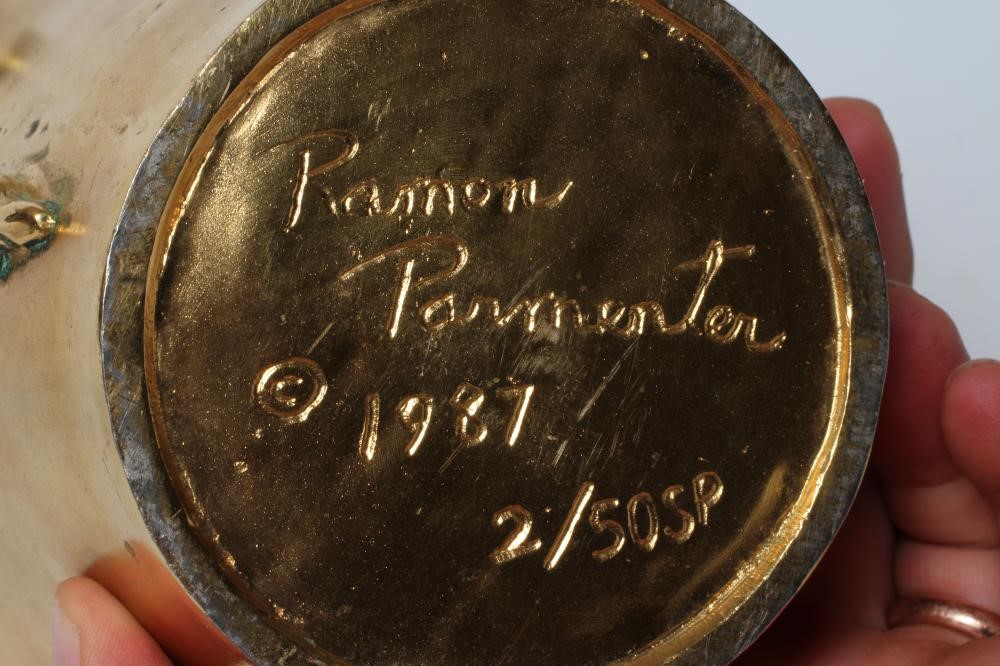 Ramon
Parmenter
© 1987
2/50SP